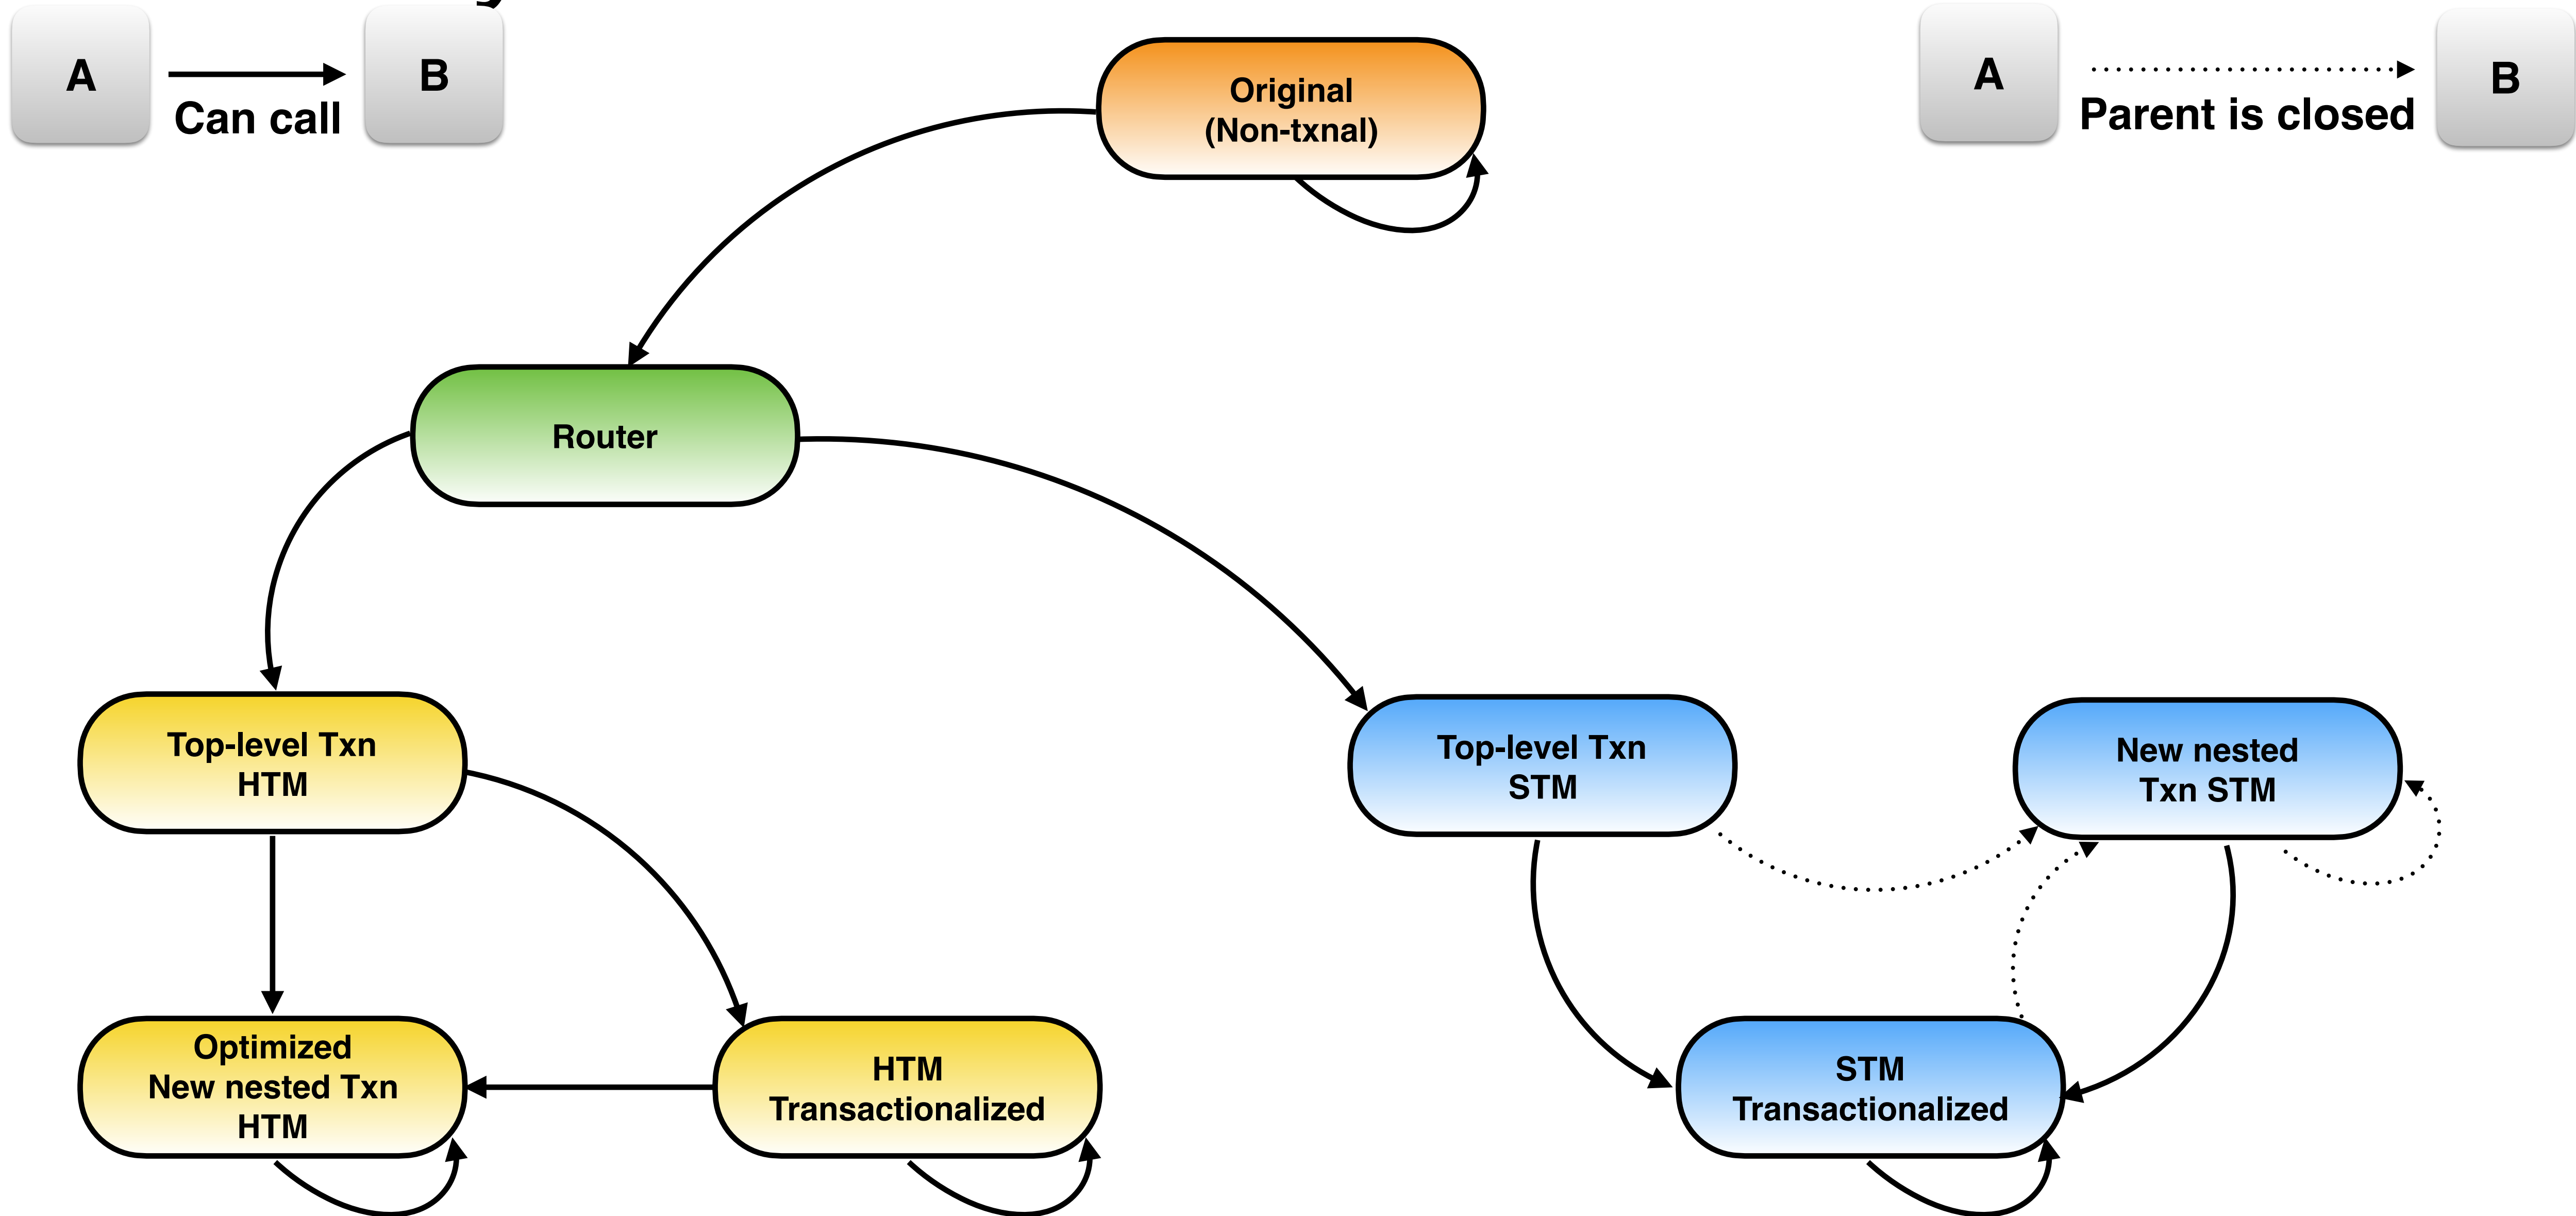 A
Can call
B
A
Parent is closed
B
Original
(Non-txnal)
Router
Top-level Txn
HTM
Top-level Txn
STM
New nested
Txn STM
Optimized
New nested Txn
HTM
HTM
Transactionalized
STM
Transactionalized